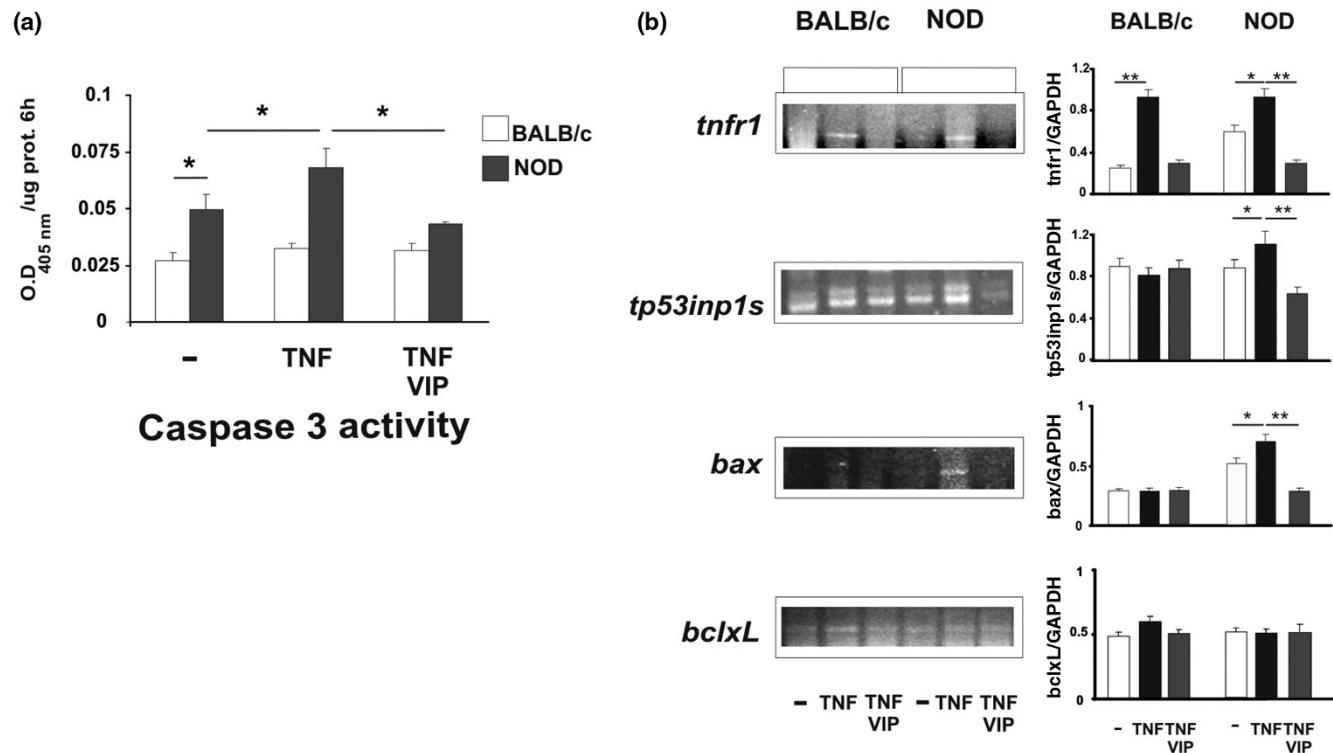 (a)
0.1
0.075
0.05
0.025
0
O.D 405 nm /ug prot. 6h
*
*
*
BALB/c
NOD
–
TNF
TNF
VIP
Caspase 3 activity
(b)
BALB/c NOD
tnfr1
tp53inp1s
bax
bclxL
– TNF TNF – TNF TNF
VIP VIP
BALB/c NOD
tnfr1/GAPDH
1.2
0.8
0.4
0
** * **
tp53inp1s/GAPDH
1.2
0.8
0.4
0
* **
bax/GAPDH
1
0.5
0
* **
bclxL/GAPDH
1
0.5
0
- TNF TNF - TNF TNF
VIP VIP